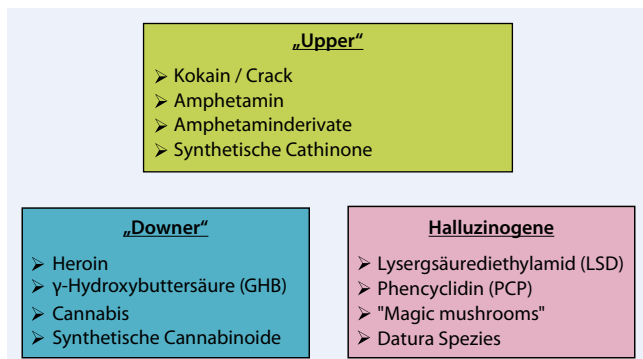 „Upper“
➢ Kokain / Crack
➢ Amphetamin
➢ Amphetaminderivate
➢ Synthetische Cathinone
„Downer“
➢ Heroin
➢ γ-Hydroxybuttersäure (GHB)
➢ Cannabis
➢ Synthetische Cannabinoide
Halluzinogene
➢ Lysergsäurediethylamid (LSD)
➢ Phencyclidin (PCP)
➢ "Magic mushrooms"
➢ Datura Spezies